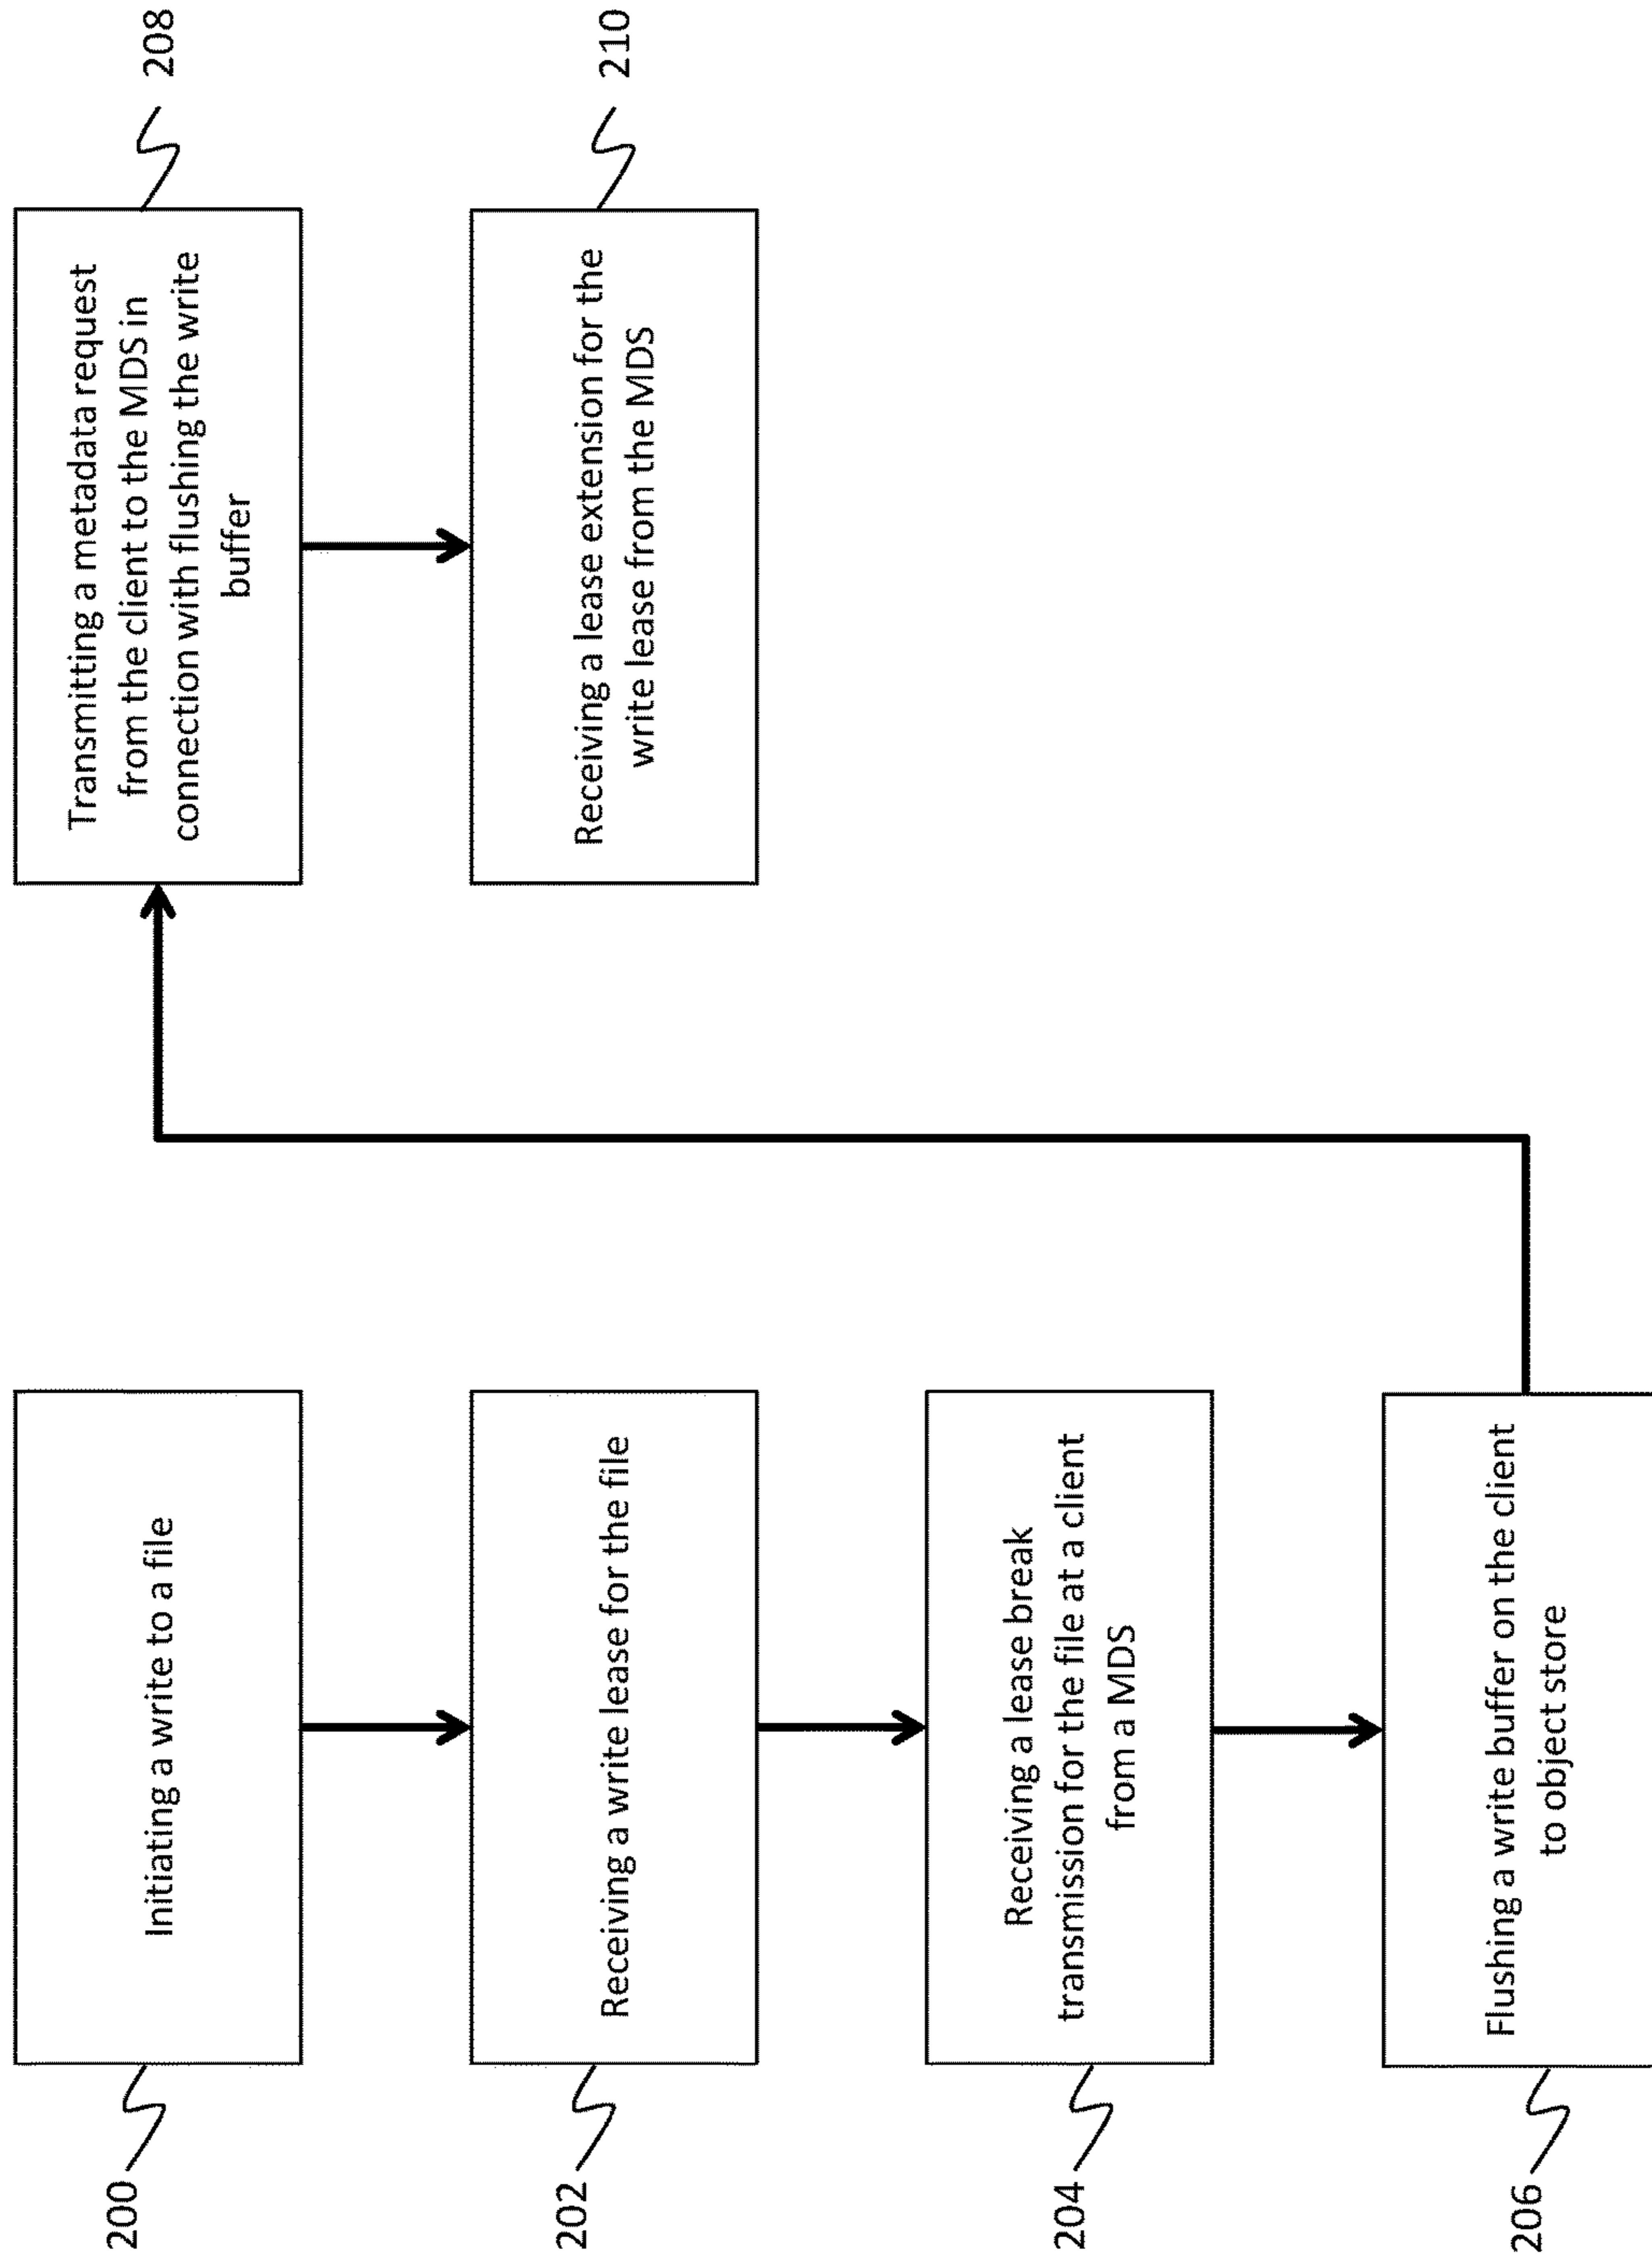 200
Initiating a write to a file
202
Receiving a write lease for the file
204
Receiving a lease break
transmission for the file at a client
from a MDS
206
Flushing a write buffer on the client
to object store
208
Transmitting a metadata request
from the client to the MDS in
connection with flushing the write
buffer
210
Receiving a lease extension for the
write lease from the MDS